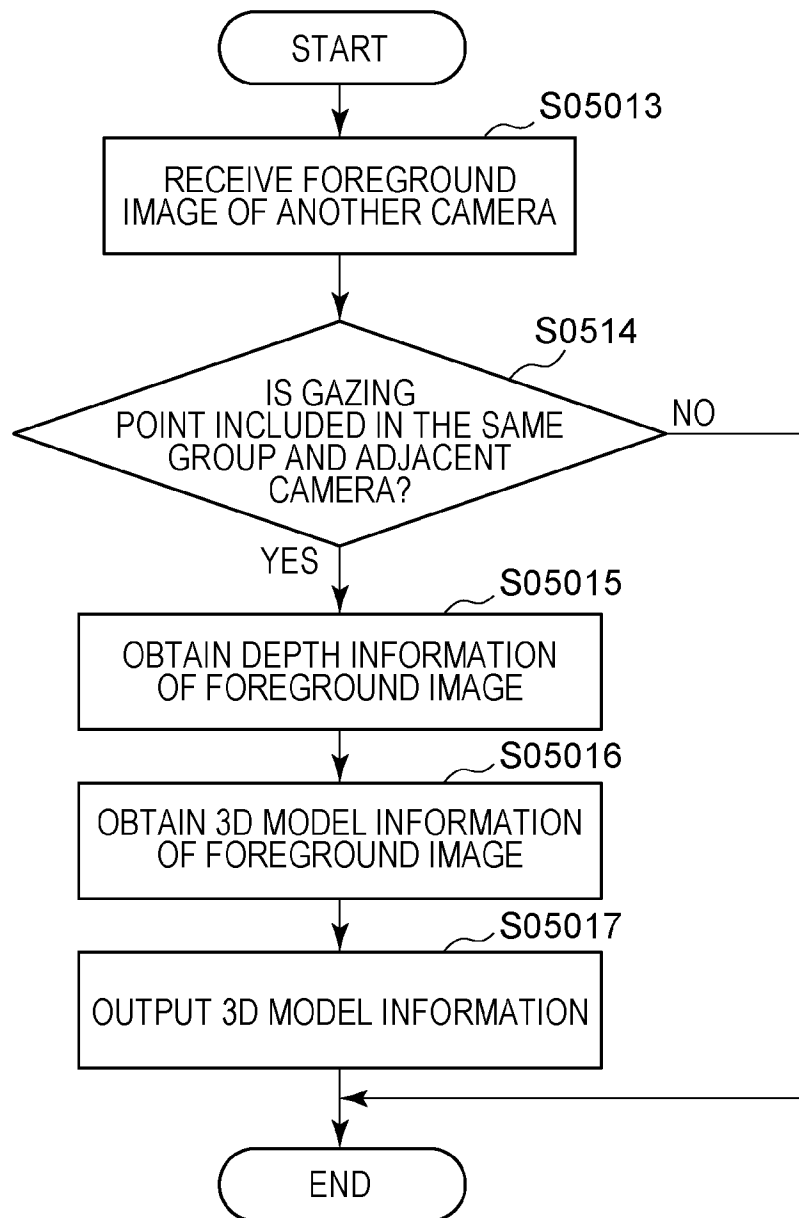 START
S05013
RECEIVE FOREGROUND
IMAGE OF ANOTHER CAMERA
S0514
IS GAZING
POINT INCLUDED IN THE SAME
GROUP AND ADJACENT
CAMERA?
NO
YES
S05015
OBTAIN DEPTH INFORMATION
OF FOREGROUND IMAGE
S05016
OBTAIN 3D MODEL INFORMATION
OF FOREGROUND IMAGE
S05017
OUTPUT 3D MODEL INFORMATION
END